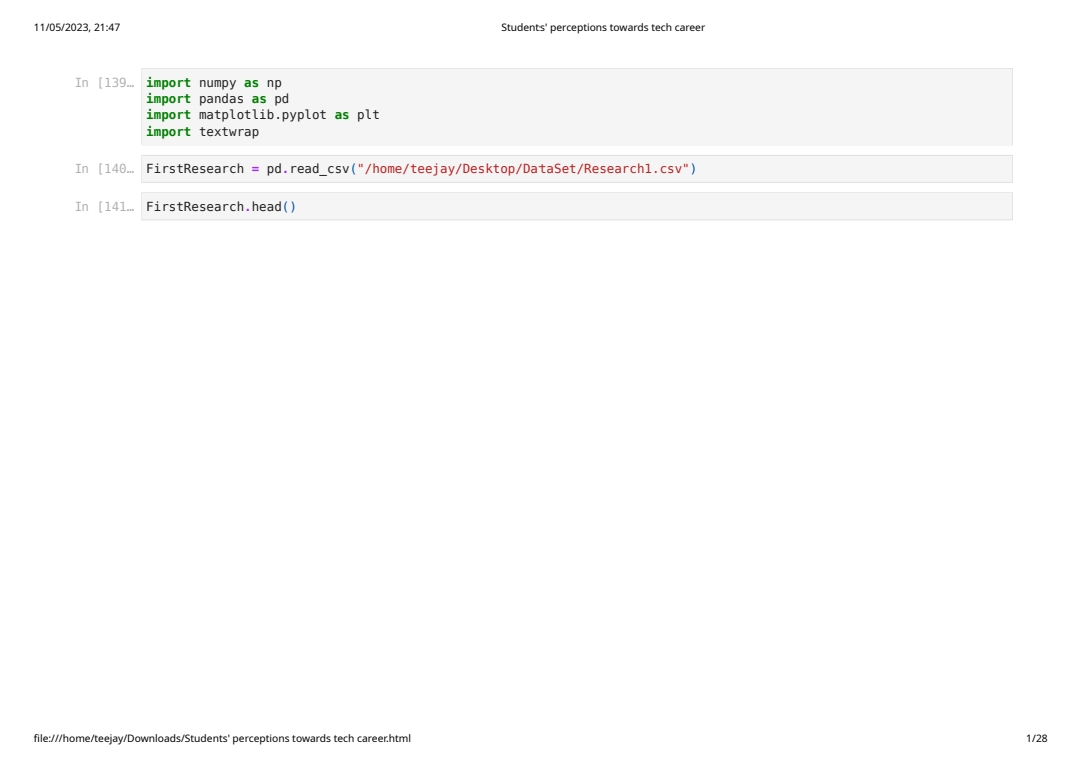 11/05/2023, 21:47 Students' perceptions towards tech career
In [139… import numpy as np
import pandas as pd
import matplotlib.pyplot as plt
import textwrap
In [140… FirstResearch = pd.read_csv("/home/teejay/Desktop/DataSet/Research1.csv")
In [141… FirstResearch.head()
file:///home/teejay/Downloads/Students' perceptions towards tech career.html 1/28